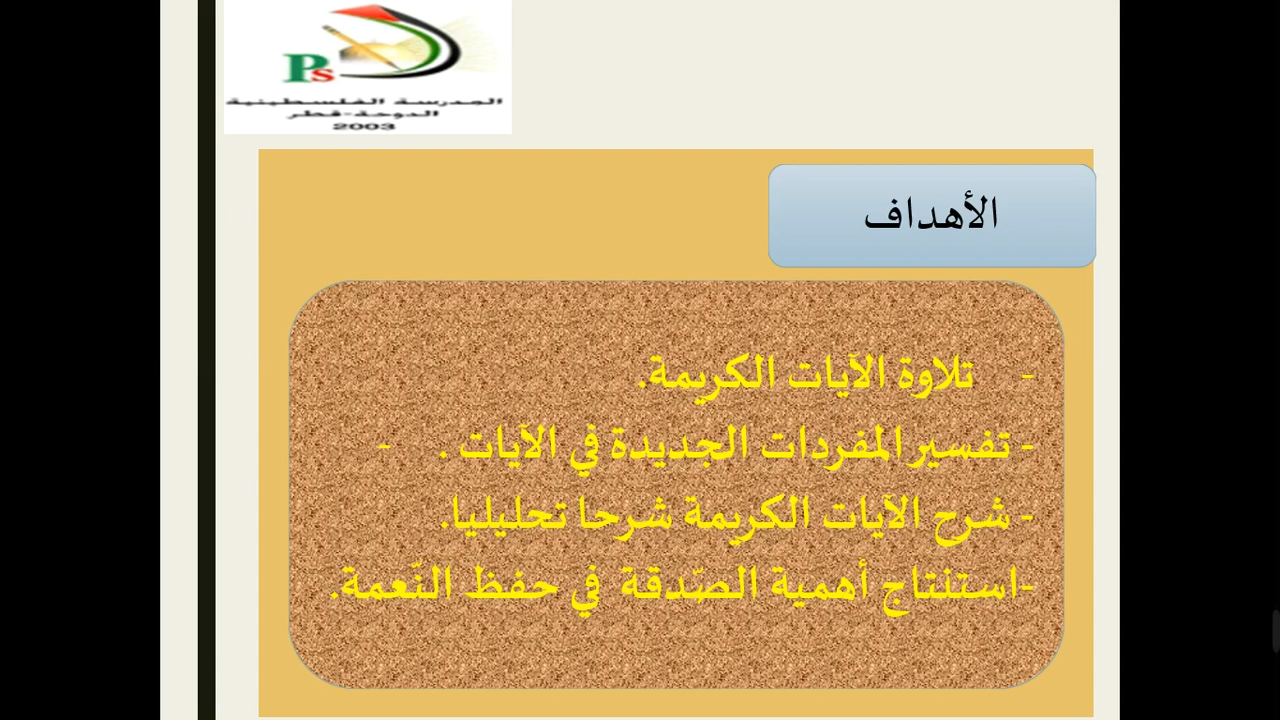 Ps
المدرسة الفلسطينية
الدوحة-قطر
2003
الأهداف
- تلاوة الآيات الكريمة.
- تفسير المفردات الجديدة في الآيات . -
- شرح الآيات الكريمة شرحا تحليليا.
-استنتاج أهمية الصّدقة في حفظ النّعمة.